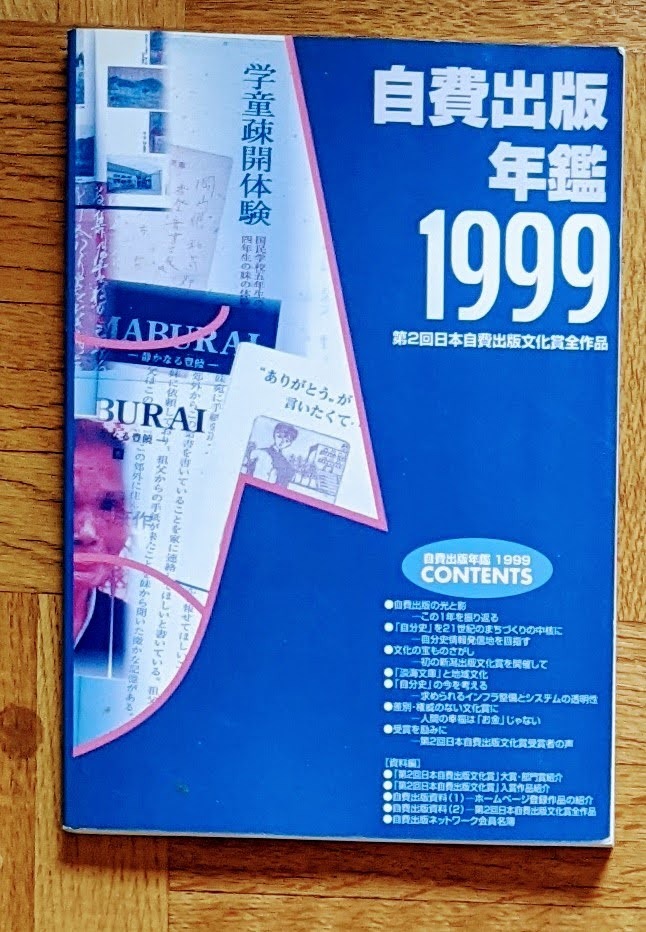 自費出版
年鑑
1999
第2回日本自費出版文化賞全作品
学童疎開体験
国民学校五年生の
四年生の妹の体
MABURAI
―静かなる豊饒―
BURAI
なる豊饒―
“ありがとう„が
言いたくて…
自費出版年鑑 1999
CONTENTS
●自費出版の光と影
―この1年を振り返る
●「自分史」を21世紀のまちづくりの中核に
―自分史情報発信地を目指す
●文化の宝ものさがし
―初の新潟出版文化賞を開催して
●「淡海文庫」と地域文化
●「自分史」の今を考える
―求められるインフラ整備とシステムの透明性
●差別・権威のない文化賞に
―人間の幸福は「お金」じゃない
●受賞を励みに
―第2回日本自費出版文化賞受賞者の声
[資料編]
●「第2回日本自費出版文化賞」大賞・部門賞紹介
●「第2回日本自費出版文化賞」入賞作品紹介
●自費出版資料(1)―ホームページ登録作品の紹介
●自費出版資料(2)―第2回日本自費出版文化賞全作品
●自費出版ネットワーク会員名簿